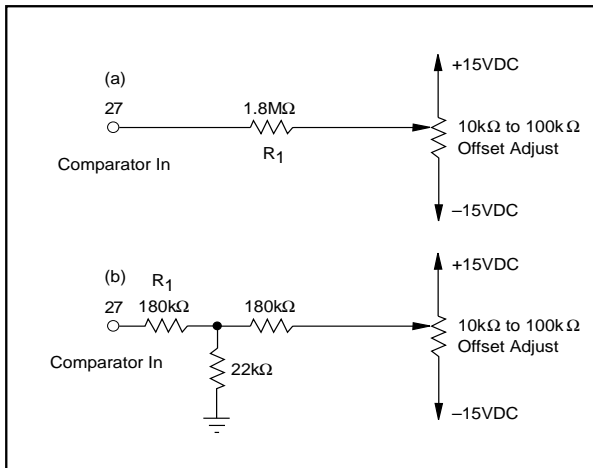 (a)
+15VDC
27
1.8MΩ
10kΩ to 100kΩ
Offset Adjust
R1
Comparator In
–15VDC
(b)
+15VDC
R1
27
180kΩ
180kΩ
10kΩ to 100kΩ
Offset Adjust
Comparator In
22kΩ
–15VDC